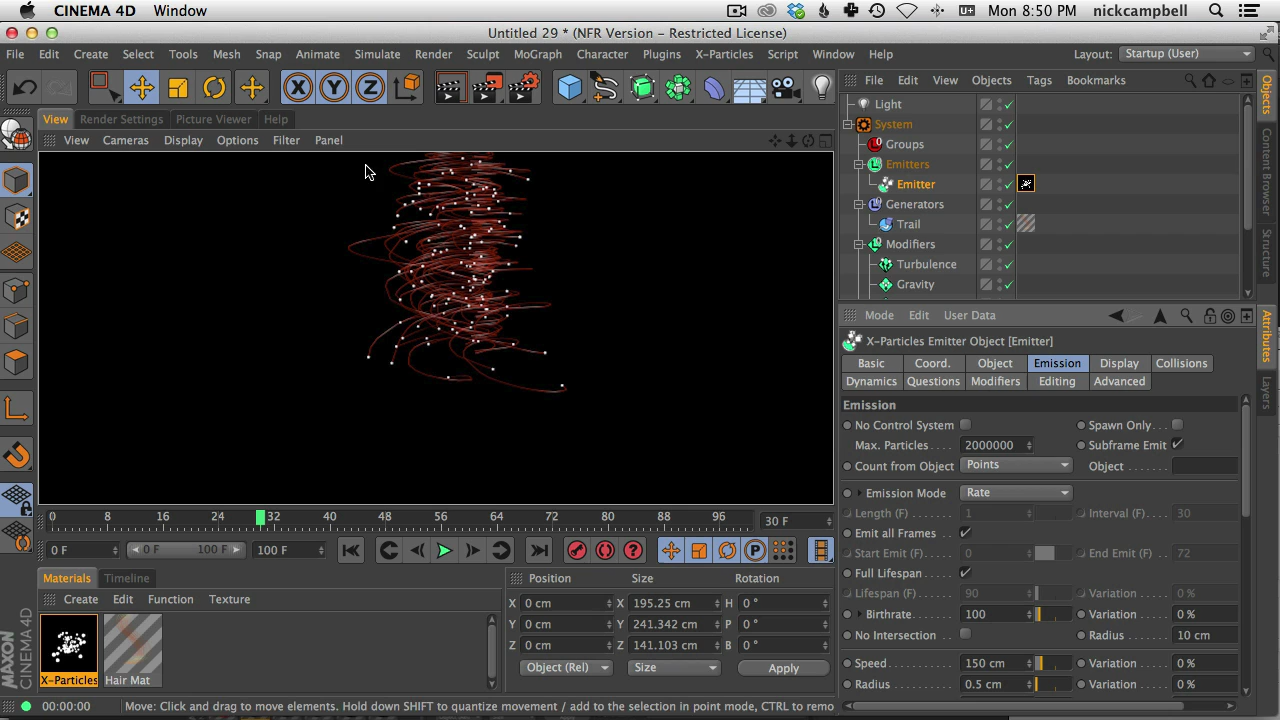 CINEMA 4D Window Mon 8:50 PM nickcampbell
Untitled 29 * (NFR Version - Restricted License)
File Edit Create Select Tools Mesh Snap Animate Simulate Render Sculpt MoGraph Character Plugins X-Particles Script Window Help Layout: Startup (User)
X Y Z
File Edit View Objects Tags Bookmarks
View Render Settings Picture Viewer Help
View Cameras Display Options Filter Panel
Light
System
Groups
Emitters
Emitter
Generators
Trail
Modifiers
Turbulence
Gravity
Objects
Content Browser
Structure
Attributes
Layers
Mode Edit User Data
X-Particles Emitter Object [Emitter]
Basic Coord. Object Emission Display Collisions
Dynamics Questions Modifiers Editing Advanced
Emission
No Control System Spawn Only . . .
Max. Particles . . . . 2000000 Subframe Emit
Count from Object Points Object . . . . . . .
Emission Mode Rate
Length (F) . . . . . . . 1 Interval (F) . 30
Emit all Frames . . .
Start Emit (F) . . . . 0 End Emit (F) . 72
Full Lifespan . . . . .
Lifespan (F) . . . . . . 90 Variation . . . . 0 %
Birthrate . . . . . . 100 Variation . . . . 0 %
No Intersection . . . . Radius . . . . . . 10 cm
Speed . . . . . . . . . 150 cm Variation . . . . 0 %
Radius . . . . . . . . . 0.5 cm Variation . . . . 0 %
0 8 16 24 32 40 48 56 64 72 80 88 96 30 F
0 F 0 F 100 F 100 F
Materials Timeline
Create Edit Function Texture
X-Particles Hair Mat
Position Size Rotation
X 0 cm X 195.25 cm H 0 °
Y 0 cm Y 241.342 cm P 0 °
Z 0 cm Z 141.103 cm B 0 °
Object (Rel) Size Apply
MAXON
CINEMA 4D
00:00:00 Move: Click and drag to move elements. Hold down SHIFT to quantize movement / add to the selection in point mode, CTRL to remo